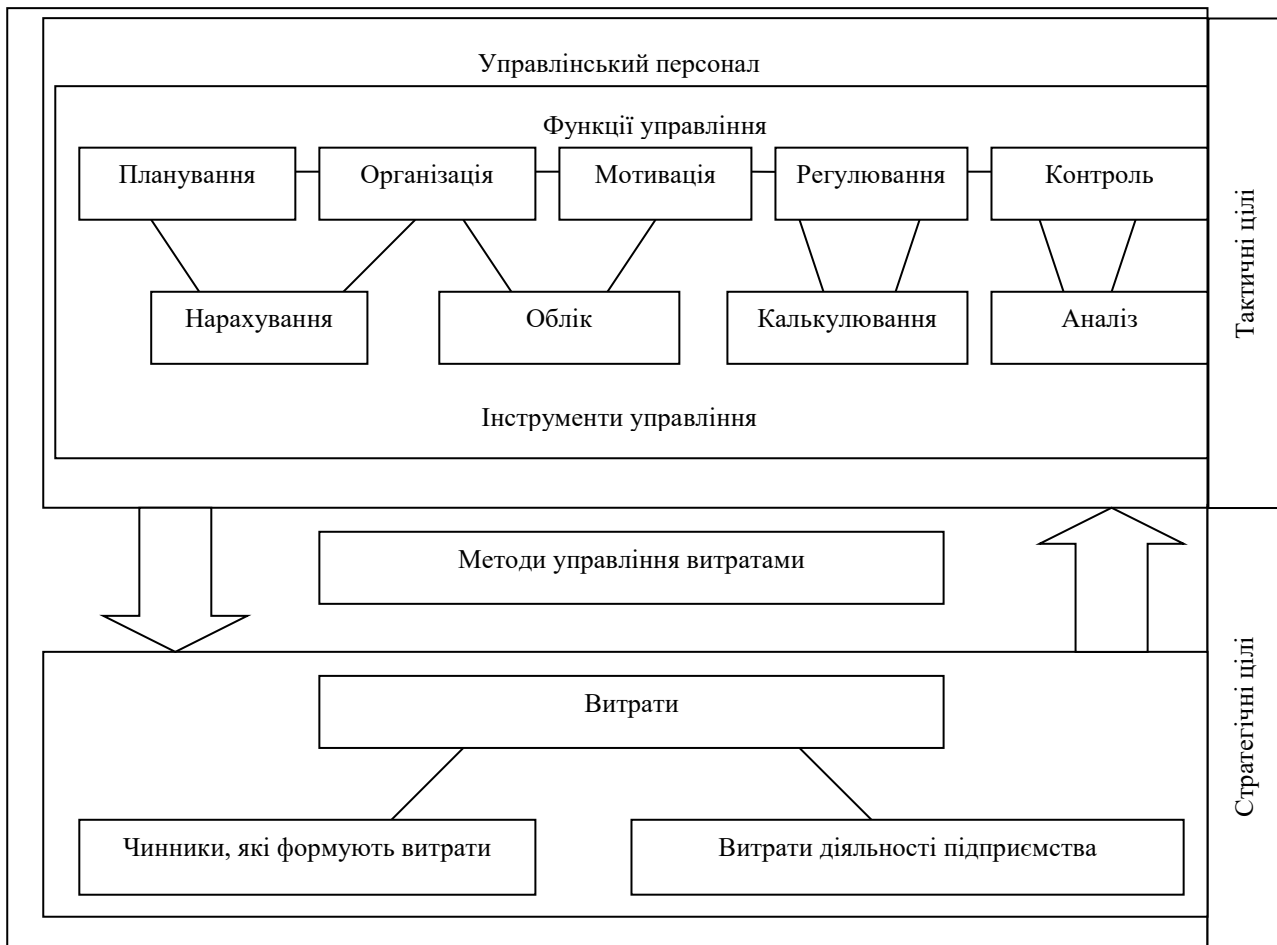 Управлінський персонал
Функції управління
Планування
Організація
Мотивація
Регулювання
Контроль
Нарахування
Облік
Калькулювання
Аналіз
Інструменти управління
Тактичні цілі
Методи управління витратами
Витрати
Чинники, які формують витрати
Витрати діяльності підприємства
Стратегічні цілі